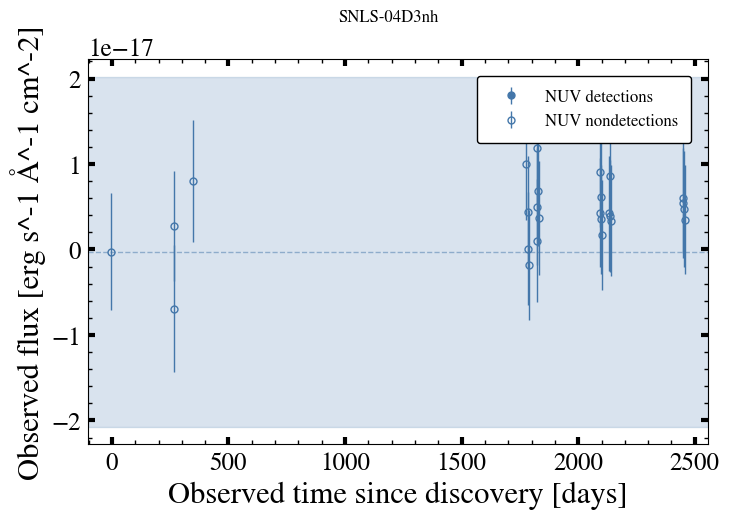 SNLS-04D3nh
1e−17
Observed flux [erg s^-1 Å^-1 cm^-2]
2
1
0
−1
−2
NUV detections
NUV nondetections
0 500 1000 1500 2000 2500
Observed time since discovery [days]